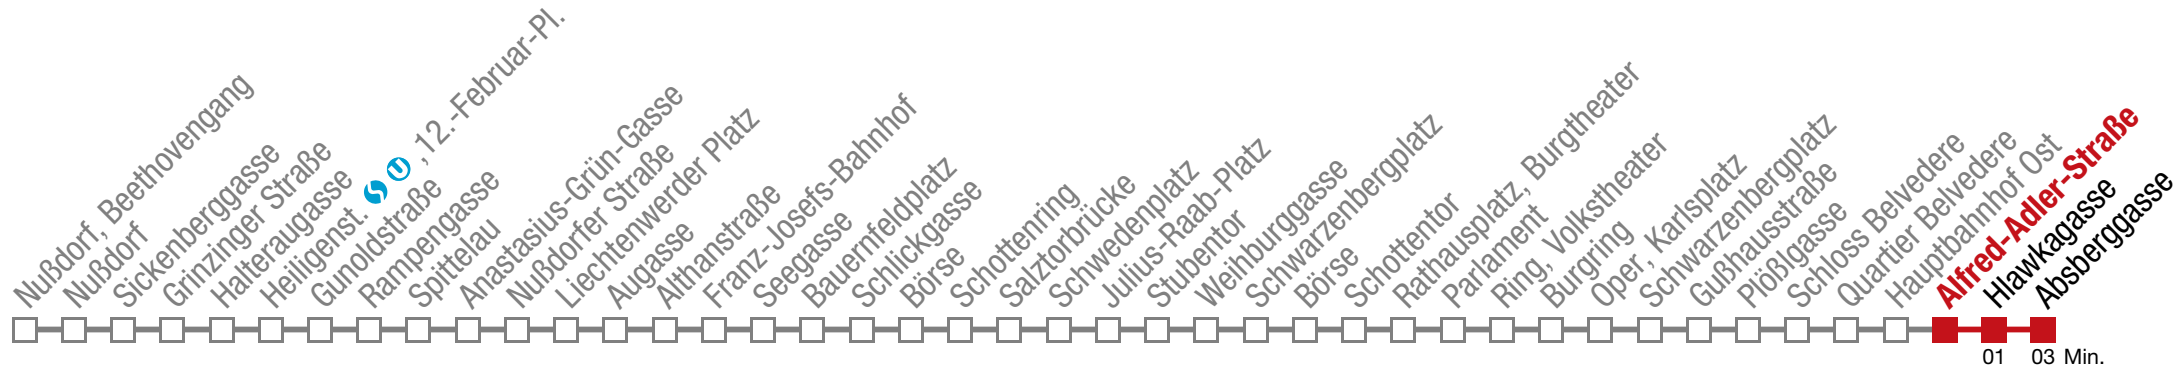 Nußdorf, Beethovengang
Nußdorf
Sickenberggasse
Grinzinger Straße
Halteraugasse
Heiligenst. S U , 12.-Februar-Pl.
Gunoldstraße
Rampengasse
Spittelau
Anastasius-Grün-Gasse
Nußdorfer Straße
Liechtenwerder Platz
Augasse
Althanstraße
Franz-Josefs-Bahnhof
Seegasse
Bauernfeldplatz
Schlickgasse
Börse
Schottenring
Salztorbrücke
Schwedenplatz
Julius-Raab-Platz
Stubentor
Weihburggasse
Schwarzenbergplatz
Börse
Schottentor
Rathausplatz, Burgtheater
Parlament
Ring, Volkstheater
Burgring
Oper, Karlsplatz
Schwarzenbergplatz
Gußhausstraße
Plößlgasse
Schloss Belvedere
Quartier Belvedere
Hauptbahnhof Ost
Alfred-Adler-Straße
Hlawkagasse
Absberggasse
01 03 Min.